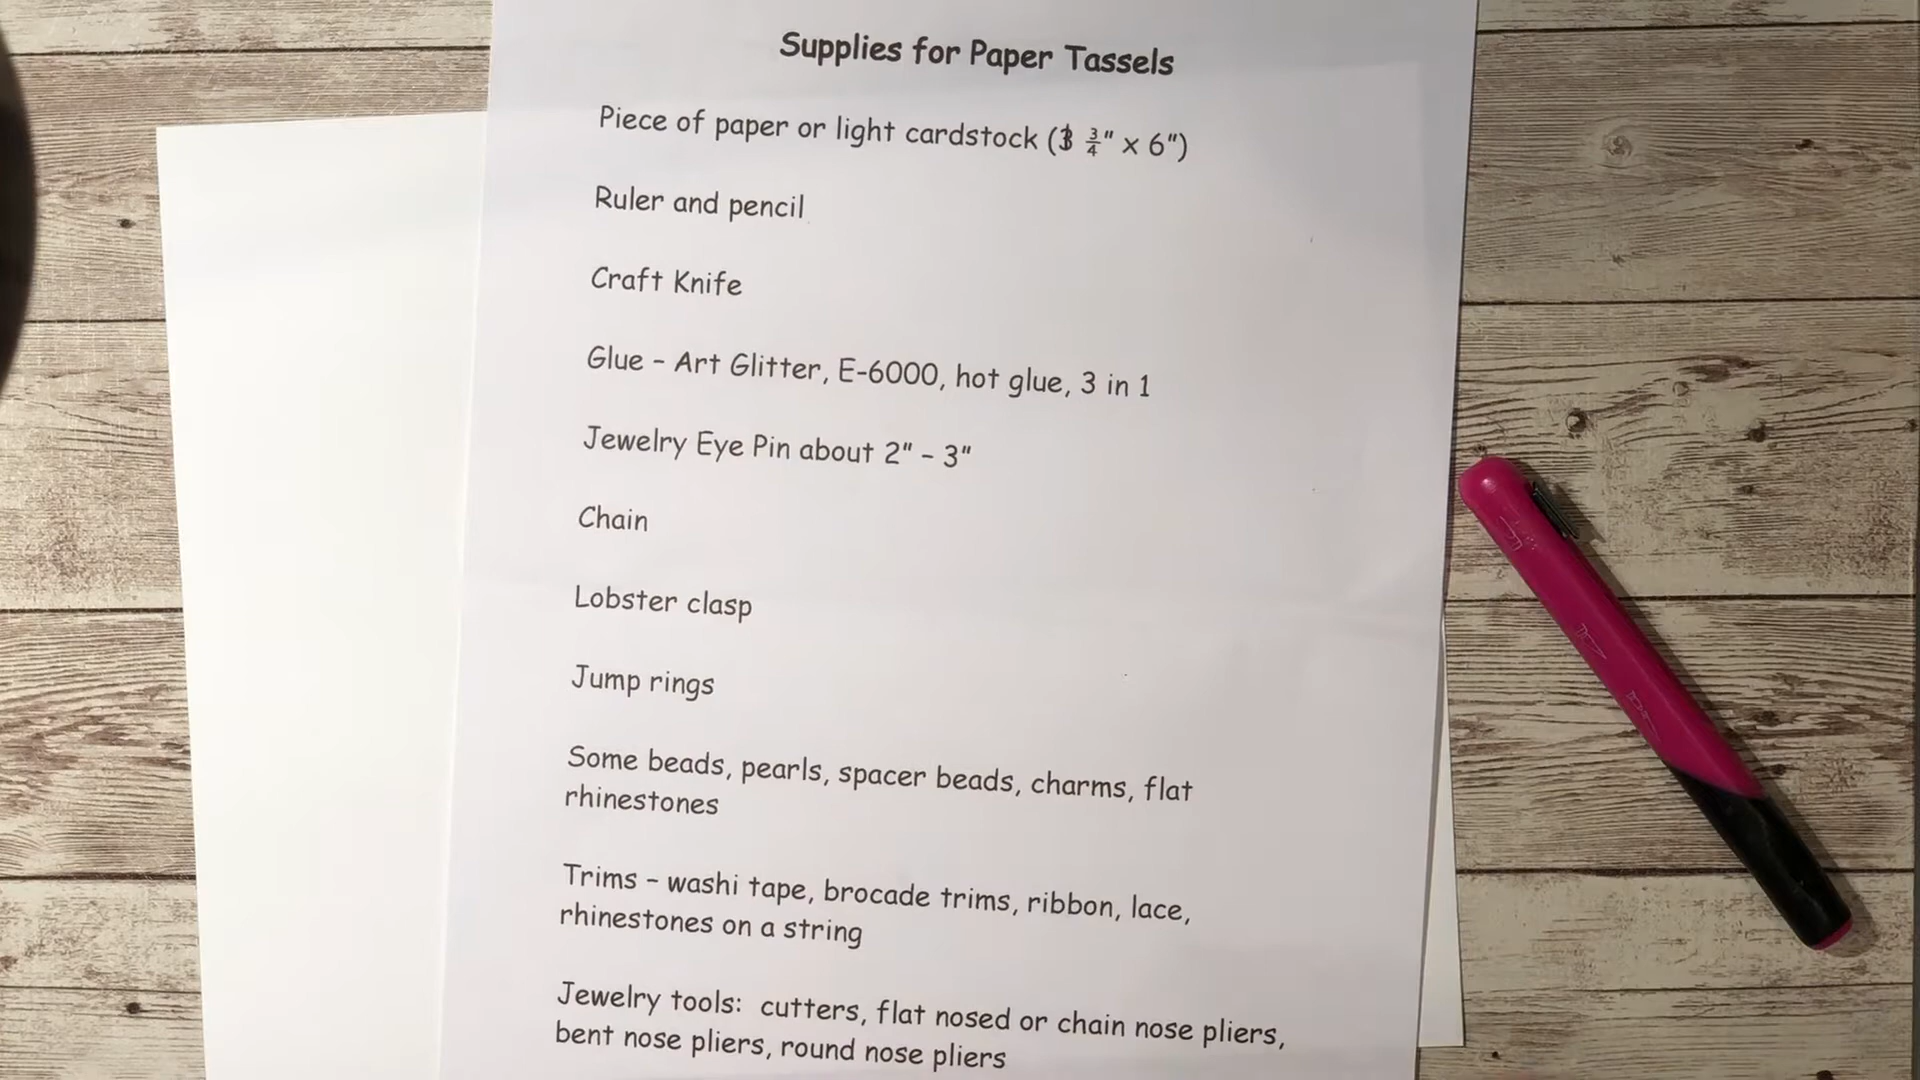 Supplies for Paper Tassels
Piece of paper or light cardstock (3 ¾" x 6")
Ruler and pencil
Craft Knife
Glue – Art Glitter, E-6000, hot glue, 3 in 1
Jewelry Eye Pin about 2" – 3"
Chain
Lobster clasp
Jump rings
Some beads, pearls, spacer beads, charms, flat
rhinestones
Trims – washi tape, brocade trims, ribbon, lace,
rhinestones on a string
Jewelry tools: cutters, flat nosed or chain nose pliers,
bent nose pliers, round nose pliers